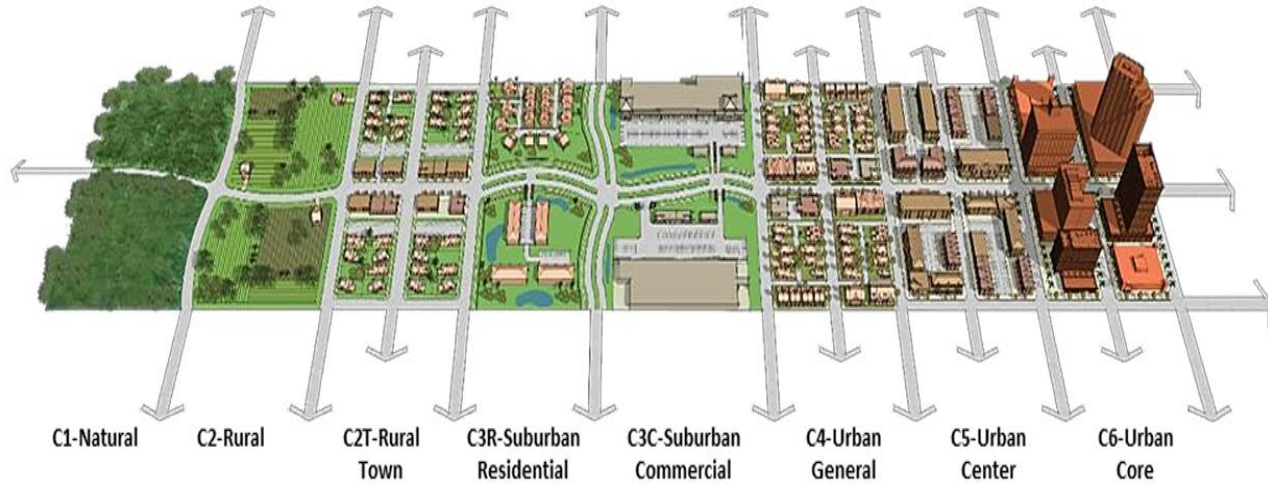 C1-Natural
C2-Rural
C2T-Rural
Town
C3R-Suburban
Residential
C3C-Suburban
Commercial
C4-Urban
General
C5-Urban
Center
C6-Urban
Core